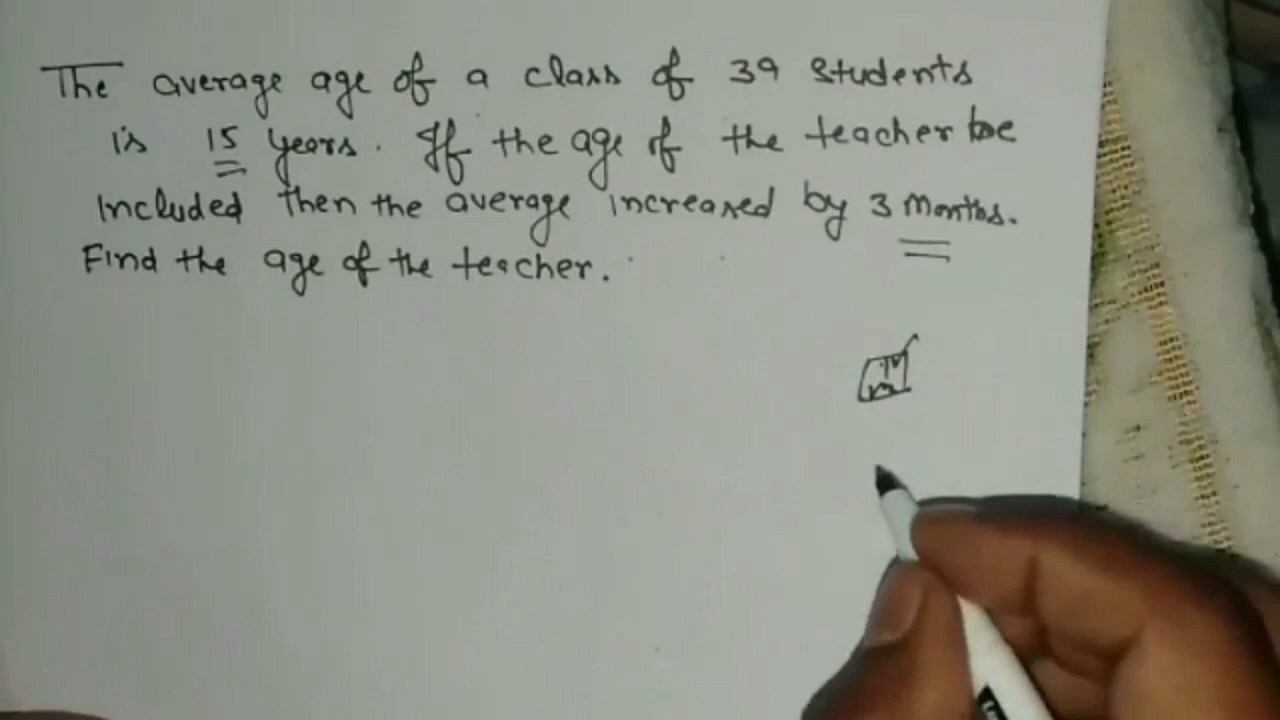 The average age of a class of 39 students
is 15 years. If the age of the teacher be
included then the average increased by 3 months.
Find the age of the teacher.